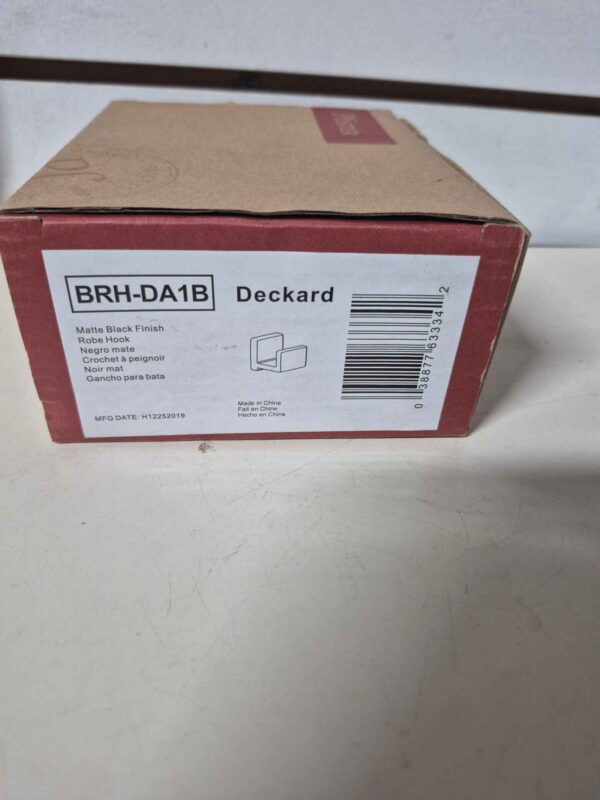 BRH-DA1B Deckard
Matte Black Finish
Robe Hook
Negro mate
Crochet à peignoir
Noir mat
Gancho para bata
Made in China
Fait en Chine
Hecho en China
MFG DATE: H12252019
0 38877 63334 2